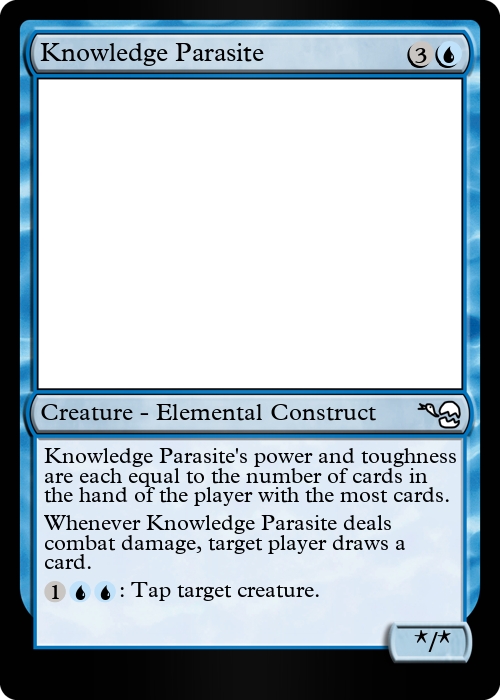 Knowledge Parasite 3
Creature - Elemental Construct
Knowledge Parasite's power and toughness
are each equal to the number of cards in
the hand of the player with the most cards.
Whenever Knowledge Parasite deals
combat damage, target player draws a
card.
1 : Tap target creature.
*/*